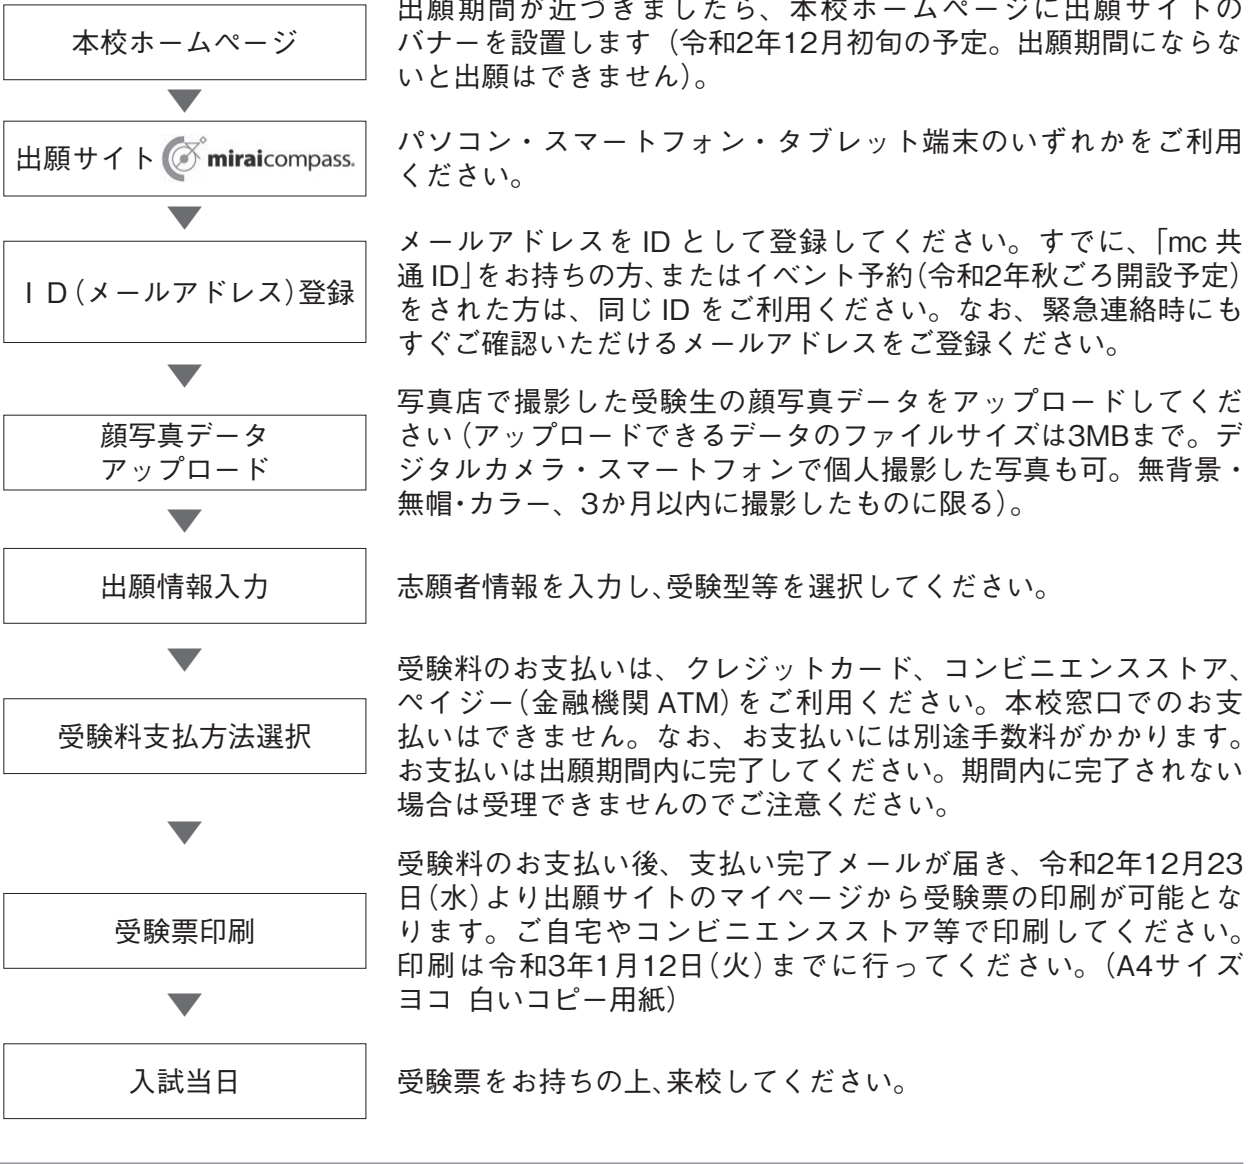 本校ホームページ
出願期間が近づきましたら、本校ホームページに出願サイトの
バナーを設置します（令和2年12月初旬の予定。出願期間にならな
いと出願はできません）。
出願サイト miraicompass.
パソコン・スマートフォン・タブレット端末のいずれかをご利用
ください。
ＩＤ（メールアドレス）登録
メールアドレスを ID として登録してください。すでに、「mc 共
通 ID」をお持ちの方、またはイベント予約（令和2年秋ごろ開設予定）
をされた方は、同じ ID をご利用ください。なお、緊急連絡時にも
すぐご確認いただけるメールアドレスをご登録ください。
顔写真データ
アップロード
写真店で撮影した受験生の顔写真データをアップロードしてくだ
さい（アップロードできるデータのファイルサイズは3MBまで。デ
ジタルカメラ・スマートフォンで個人撮影した写真も可。無背景・
無帽・カラー、3か月以内に撮影したものに限る）。
出願情報入力
志願者情報を入力し、受験型等を選択してください。
受験料支払方法選択
受験料のお支払いは、クレジットカード、コンビニエンスストア、
ペイジー（金融機関 ATM）をご利用ください。本校窓口でのお支
払いはできません。なお、お支払いには別途手数料がかかります。
お支払いは出願期間内に完了してください。期間内に完了されない
場合は受理できませんのでご注意ください。
受験票印刷
受験料のお支払い後、支払い完了メールが届き、令和2年12月23
日（水）より出願サイトのマイページから受験票の印刷が可能とな
ります。ご自宅やコンビニエンスストア等で印刷してください。
印刷は令和3年1月12日（火）までに行ってください。（A4サイズ
ヨコ 白いコピー用紙）
入試当日
受験票をお持ちの上、来校してください。